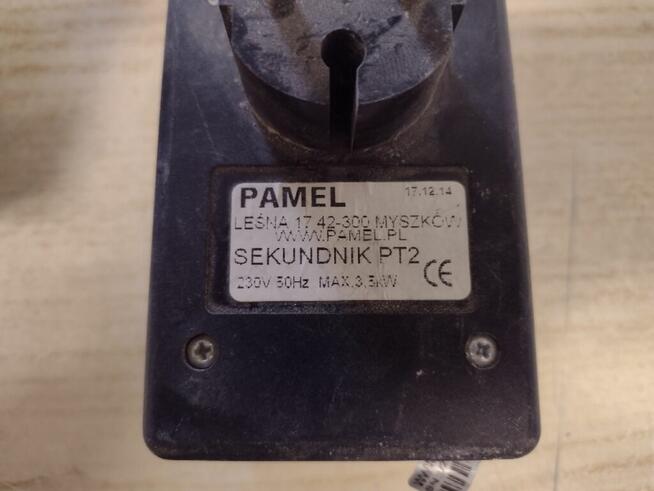 PAMEL 17.12.14
LEŚNA 17 42-300 MYSZKÓW
WWW.PAMEL.PL
SEKUNDNIK PT2
230V 50Hz MAX.3,5kW CE